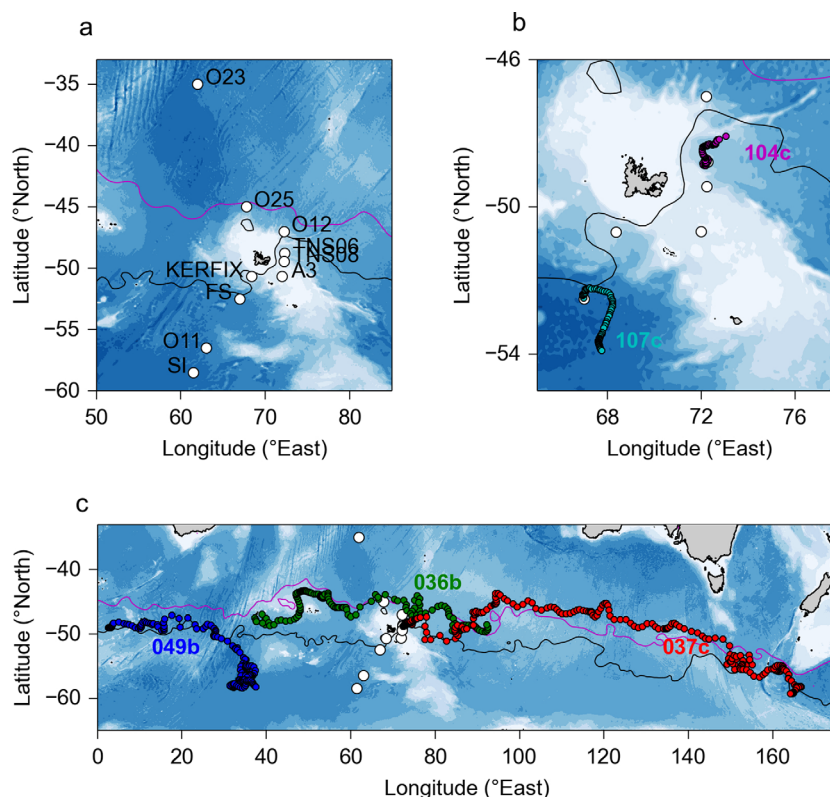 a
−35
−40
−45
−50
−55
−60
50
60
70
80
Latitude (°North)
Longitude (°East)
O23
O25
O12
TNS06
TNS08
KERFIX
A3
FS
O11
SI
b
−46
−50
−54
68
72
76
Latitude (°North)
Longitude (°East)
104c
107c
c
−40
−50
−60
0
20
40
60
80
100
120
140
160
Latitude (°North)
Longitude (°East)
036b
049b
037c